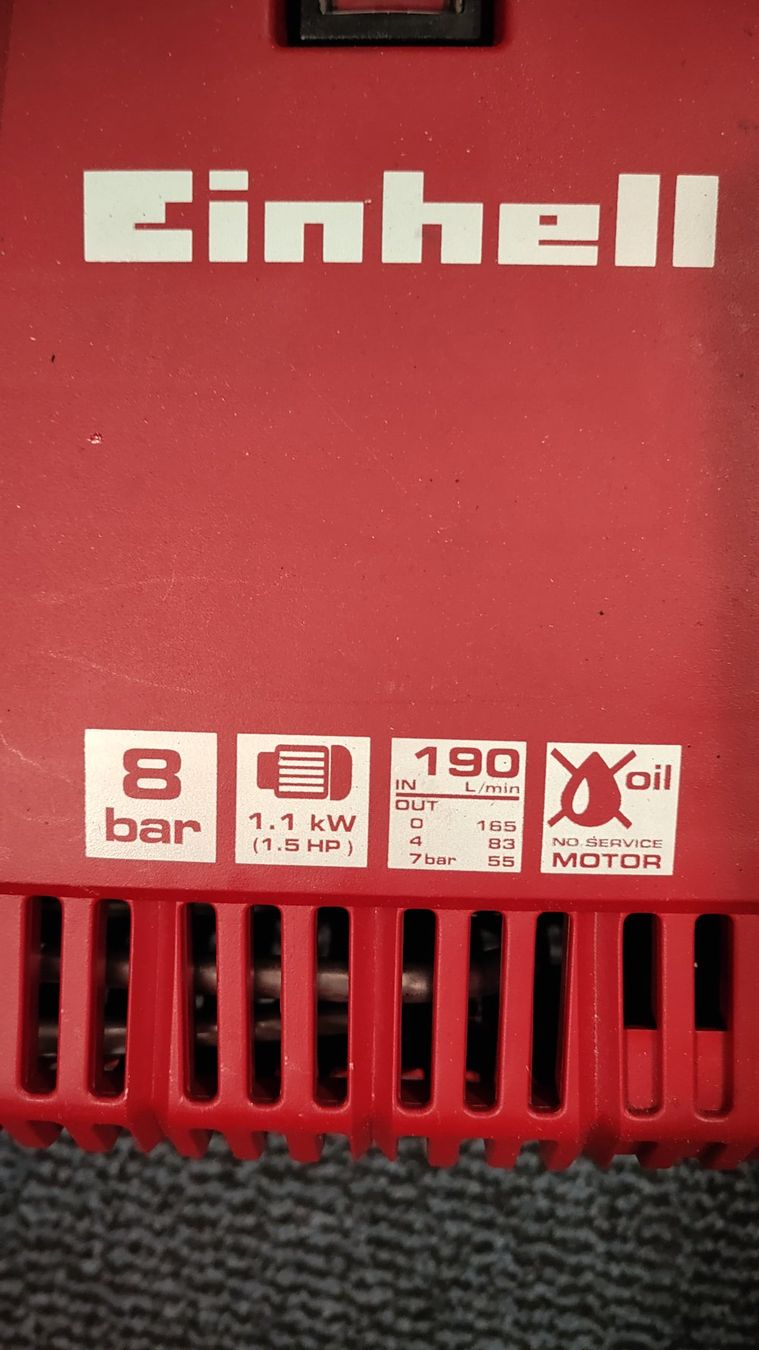 Einhell
8
bar
1.1 kW
(1.5 HP )
190
IN L/min
OUT
0 165
4 83
7bar 55
oil
NO SERVICE
MOTOR